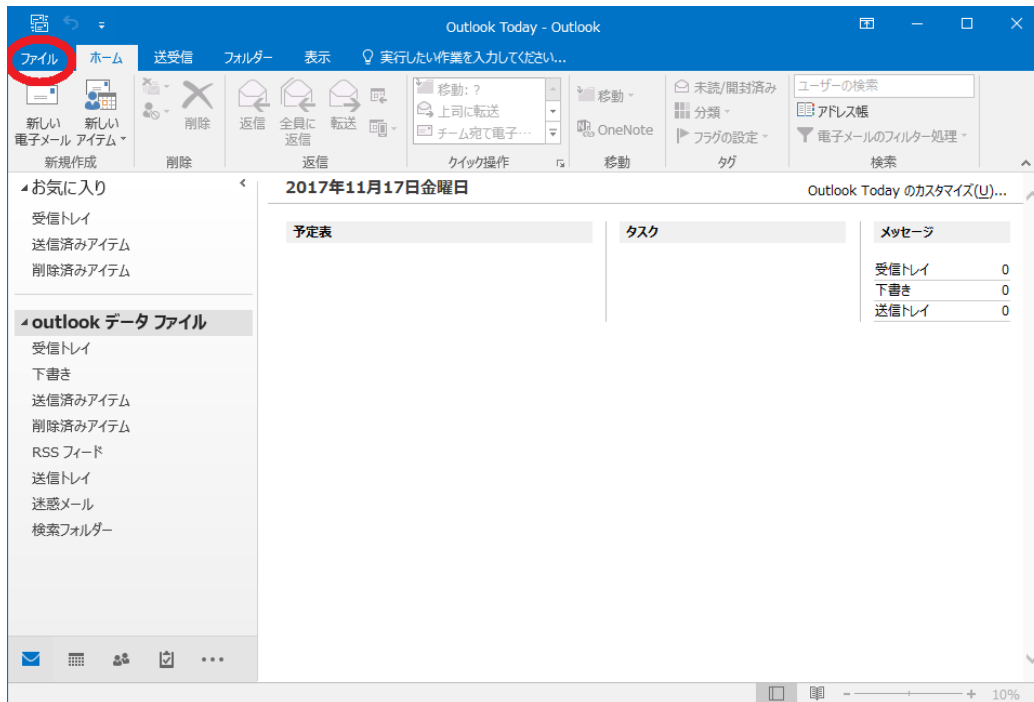 Outlook Today - Outlook
ファイル ホーム 送受信 フォルダー 表示 実行したい作業を入力してください...
新しい
電子メール
新しい
アイテム
新規作成
削除
削除
返信
全員に
返信
転送
返信
移動: ?
上司に転送
チーム宛て電子…
クイック操作
移動
OneNote
移動
未読/開封済み
分類
フラグの設定
タグ
ユーザーの検索
アドレス帳
電子メールのフィルター処理
検索
お気に入り
受信トレイ
送信済みアイテム
削除済みアイテム
outlook データ ファイル
受信トレイ
下書き
送信済みアイテム
削除済みアイテム
RSS フィード
送信トレイ
迷惑メール
検索フォルダー
2017年11月17日金曜日
Outlook Today のカスタマイズ(U)...
予定表
タスク
メッセージ
受信トレイ 0
下書き 0
送信トレイ 0
10%